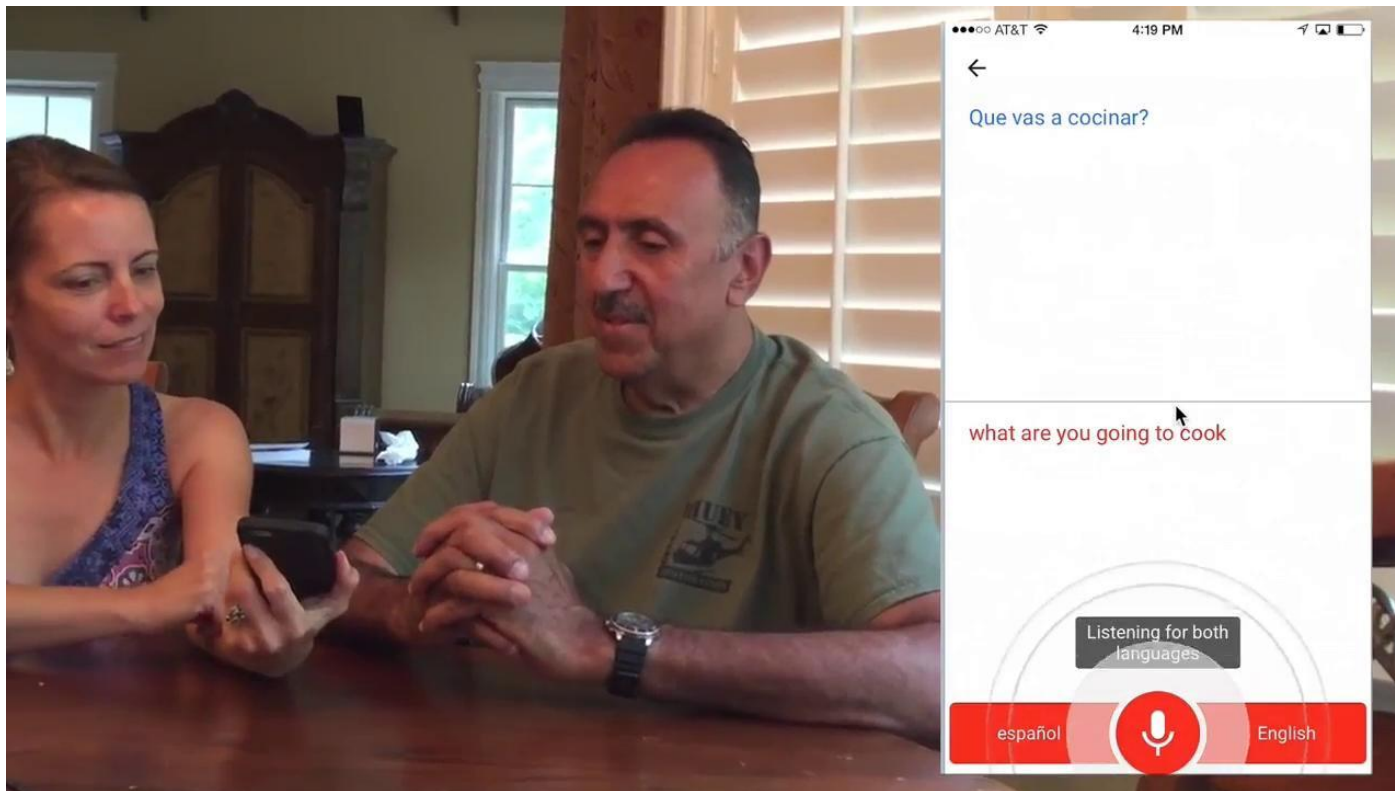 AT&T
4:19 PM
Que vas a cocinar?
what are you going to cook
Listening for both
languages
español
English
HUEY